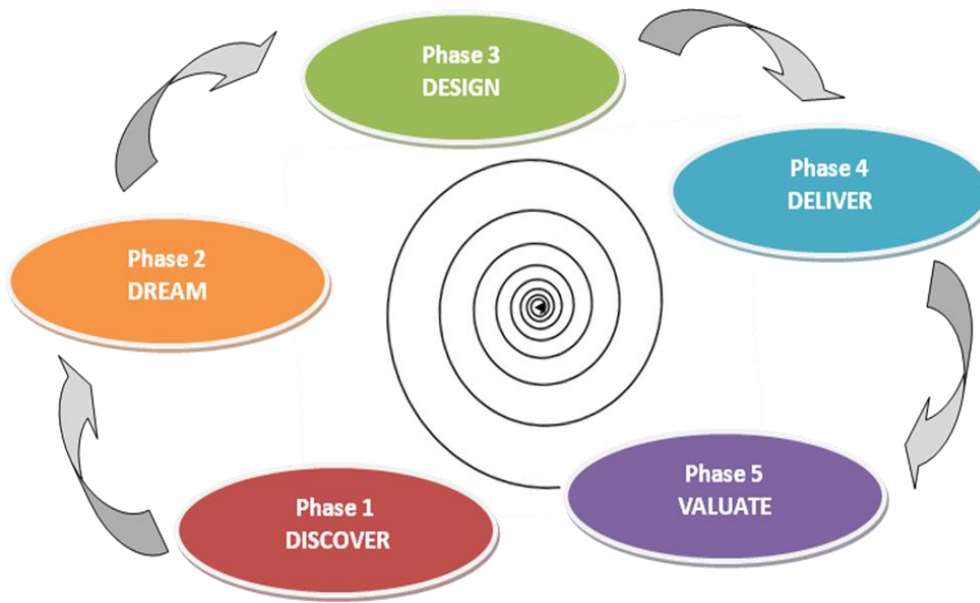 Phase 1
DISCOVER
Phase 2
DREAM
Phase 3
DESIGN
Phase 4
DELIVER
Phase 5
VALUATE